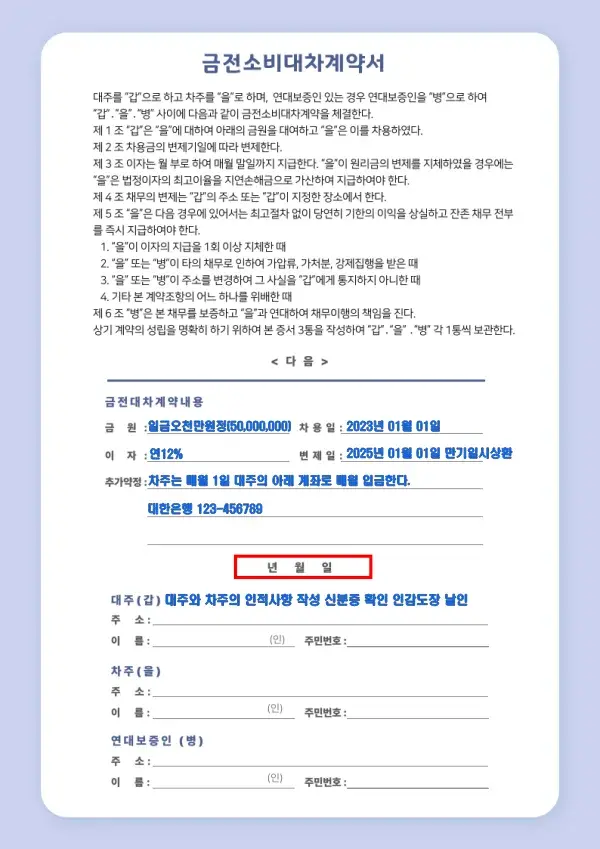 금전소비대차계약서
대주를 "갑"으로 하고 차주를 "을"로 하며, 연대보증인 있는 경우 연대보증인을 "병"으로 하여
"갑". "을". "병" 사이에 다음과 같이 금전소비대차계약을 체결한다.
제 1 조 "갑"은 "을"에 대하여 아래의 금원을 대여하고 "을"은 이를 차용하였다.
제 2 조 차용금의 변제기일에 따라 변제한다.
제 3 조 이자는 월 부로 하여 매월 말일까지 지급한다. "을"이 원리금의 변제를 지체하였을 경우에는
"을"은 법정이자의 최고이율을 지연손해금으로 가산하여 지급하여야 한다.
제 4 조 채무의 변제는 "갑"의 주소 또는 "갑"이 지정한 장소에서 한다.
제 5 조 "을"은 다음 경우에 있어서는 최고절차 없이 당연히 기한의 이익을 상실하고 잔존 채무 전부
를 즉시 지급하여야 한다.
1. "을"이 이자의 지급을 1회 이상 지체한 때
2. "을" 또는 "병"이 타의 채무로 인하여 가압류, 가처분, 강제집행을 받은 때
3. "을" 또는 "병"이 주소를 변경하여 그 사실을 "갑"에게 통지하지 아니한 때
4. 기타 본 계약조항의 어느 하나를 위배한 때
제 6 조 "병"은 본 채무를 보증하고 "을"과 연대하여 채무이행의 책임을 진다.
상기 계약의 성립을 명확히 하기 위하여 본 증서 3통을 작성하여 "갑". "을" . "병" 각 1통씩 보관한다.
< 다 음 >
금전대차계약내용
금 원 : 일금오천만원정(50,000,000) 차 용 일 : 2023년 01월 01일
이 자 : 연12% 변 제 일 : 2025년 01월 01일 만기일시상환
추가약정 : 차주는 매월 1일 대주의 아래 계좌로 매월 입금한다.
대한은행 123-456789
년 월 일
대주(갑) 대주와 차주의 인적사항 작성 신분증 확인 인감도장 날인
주 소 :
이 름 : (인) 주민번호 :
차주(을)
주 소 :
이 름 : (인) 주민번호 :
연대보증인 (병)
주 소 :
이 름 : (인) 주민번호 :